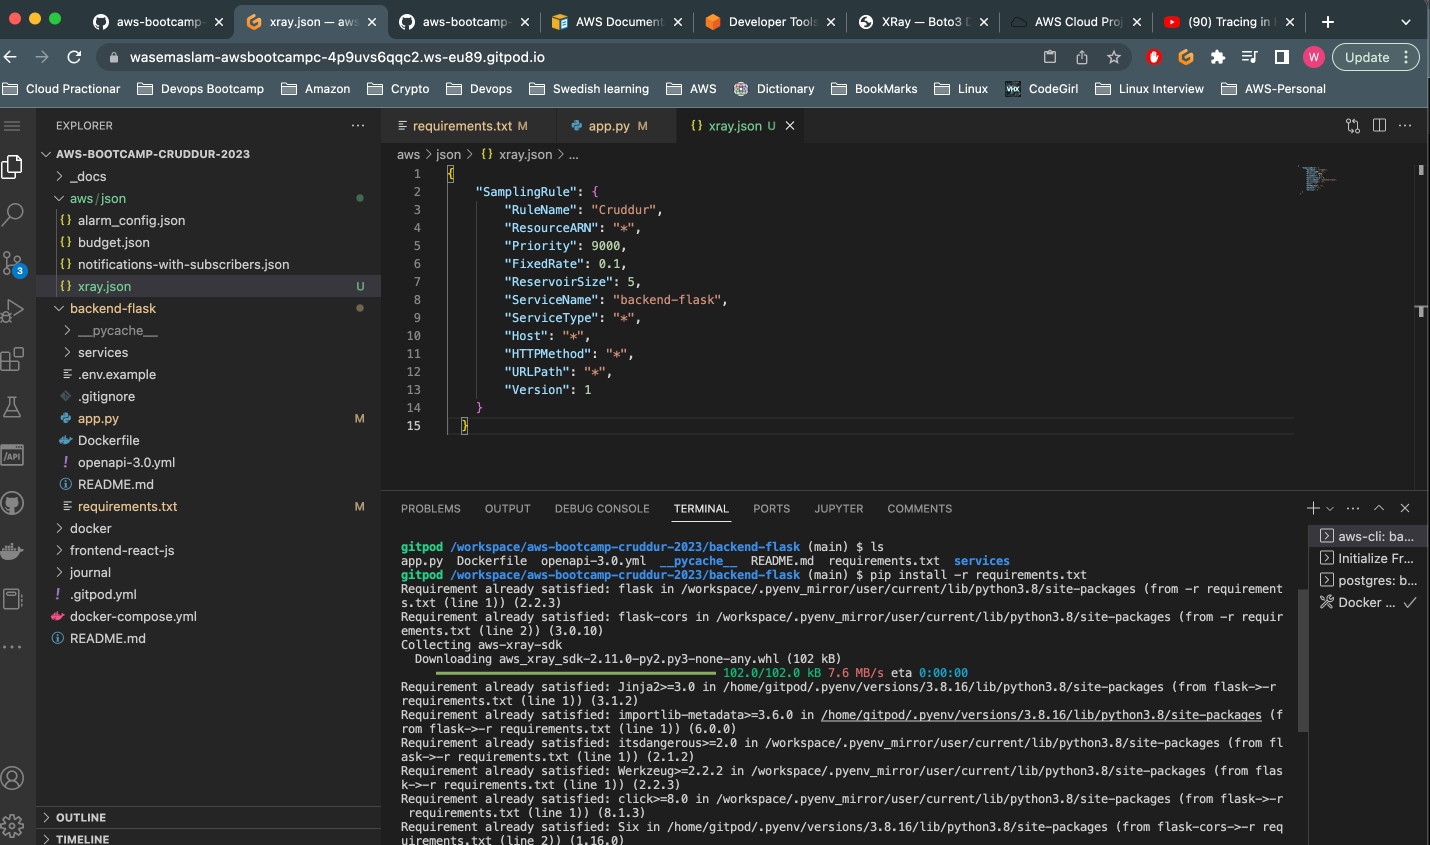 aws-bootcamp-
xray.json — aws
aws-bootcamp-
AWS Document
Developer Tools
XRay — Boto3 D
AWS Cloud Proj
(90) Tracing in
wasemaslam-awsbootcampc-4p9uvs6qqc2.ws-eu89.gitpod.io
W
Update
Cloud Practionar
Devops Bootcamp
Amazon
Crypto
Devops
Swedish learning
AWS
Dictionary
BookMarks
Linux
CodeGirl
Linux Interview
AWS-Personal
EXPLORER
AWS-BOOTCAMP-CRUDDUR-2023
_docs
aws/json
alarm_config.json
budget.json
notifications-with-subscribers.json
xray.json U
backend-flask
__pycache__
services
.env.example
.gitignore
app.py M
Dockerfile
openapi-3.0.yml
README.md
requirements.txt M
docker
frontend-react-js
journal
.gitpod.yml
docker-compose.yml
README.md
OUTLINE
TIMELINE
3
requirements.txt M
app.py M
xray.json U
aws > json > {} xray.json > ...
1 {
2 "SamplingRule": {
3 "RuleName": "Cruddur",
4 "ResourceARN": "*",
5 "Priority": 9000,
6 "FixedRate": 0.1,
7 "ReservoirSize": 5,
8 "ServiceName": "backend-flask",
9 "ServiceType": "*",
10 "Host": "*",
11 "HTTPMethod": "*",
12 "URLPath": "*",
13 "Version": 1
14 }
15 }
PROBLEMS OUTPUT DEBUG CONSOLE TERMINAL PORTS JUPYTER COMMENTS
gitpod /workspace/aws-bootcamp-cruddur-2023/backend-flask (main) $ ls
app.py Dockerfile openapi-3.0.yml __pycache__ README.md requirements.txt services
gitpod /workspace/aws-bootcamp-cruddur-2023/backend-flask (main) $ pip install -r requirements.txt
Requirement already satisfied: flask in /workspace/.pyenv_mirror/user/current/lib/python3.8/site-packages (from -r requirement
s.txt (line 1)) (2.2.3)
Requirement already satisfied: flask-cors in /workspace/.pyenv_mirror/user/current/lib/python3.8/site-packages (from -r requir
ements.txt (line 2)) (3.0.10)
Collecting aws-xray-sdk
Downloading aws_xray_sdk-2.11.0-py2.py3-none-any.whl (102 kB)
102.0/102.0 kB 7.6 MB/s eta 0:00:00
Requirement already satisfied: Jinja2>=3.0 in /home/gitpod/.pyenv/versions/3.8.16/lib/python3.8/site-packages (from flask->-r
requirements.txt (line 1)) (3.1.2)
Requirement already satisfied: importlib-metadata>=3.6.0 in /home/gitpod/.pyenv/versions/3.8.16/lib/python3.8/site-packages (f
rom flask->-r requirements.txt (line 1)) (6.0.0)
Requirement already satisfied: itsdangerous>=2.0 in /workspace/.pyenv_mirror/user/current/lib/python3.8/site-packages (from fl
ask->-r requirements.txt (line 1)) (2.1.2)
Requirement already satisfied: Werkzeug>=2.2.2 in /workspace/.pyenv_mirror/user/current/lib/python3.8/site-packages (from flas
k->-r requirements.txt (line 1)) (2.2.3)
Requirement already satisfied: click>=8.0 in /workspace/.pyenv_mirror/user/current/lib/python3.8/site-packages (from flask->-r
requirements.txt (line 1)) (8.1.3)
Requirement already satisfied: Six in /home/gitpod/.pyenv/versions/3.8.16/lib/python3.8/site-packages (from flask-cors->-r req
uirements.txt (line 2)) (1.16.0)
aws-cli: ba...
Initialize Fr...
postgres: b...
Docker ...